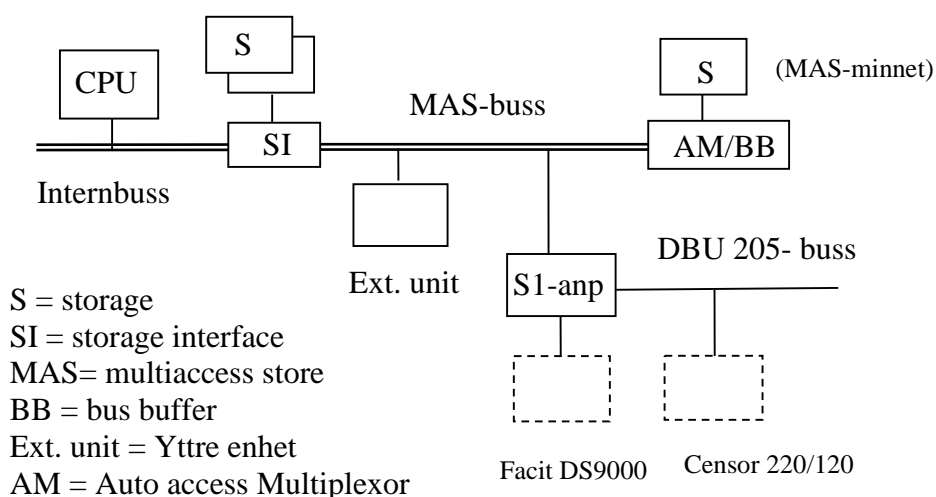 S
CPU
S
(MAS-minnet)
MAS-buss
SI
AM/BB
Internbuss
DBU 205- buss
Ext. unit
S1-anp
S = storage
SI = storage interface
MAS= multiaccess store
BB = bus buffer
Ext. unit = Yttre enhet
AM = Auto access Multiplexor
Facit DS9000
Censor 220/120